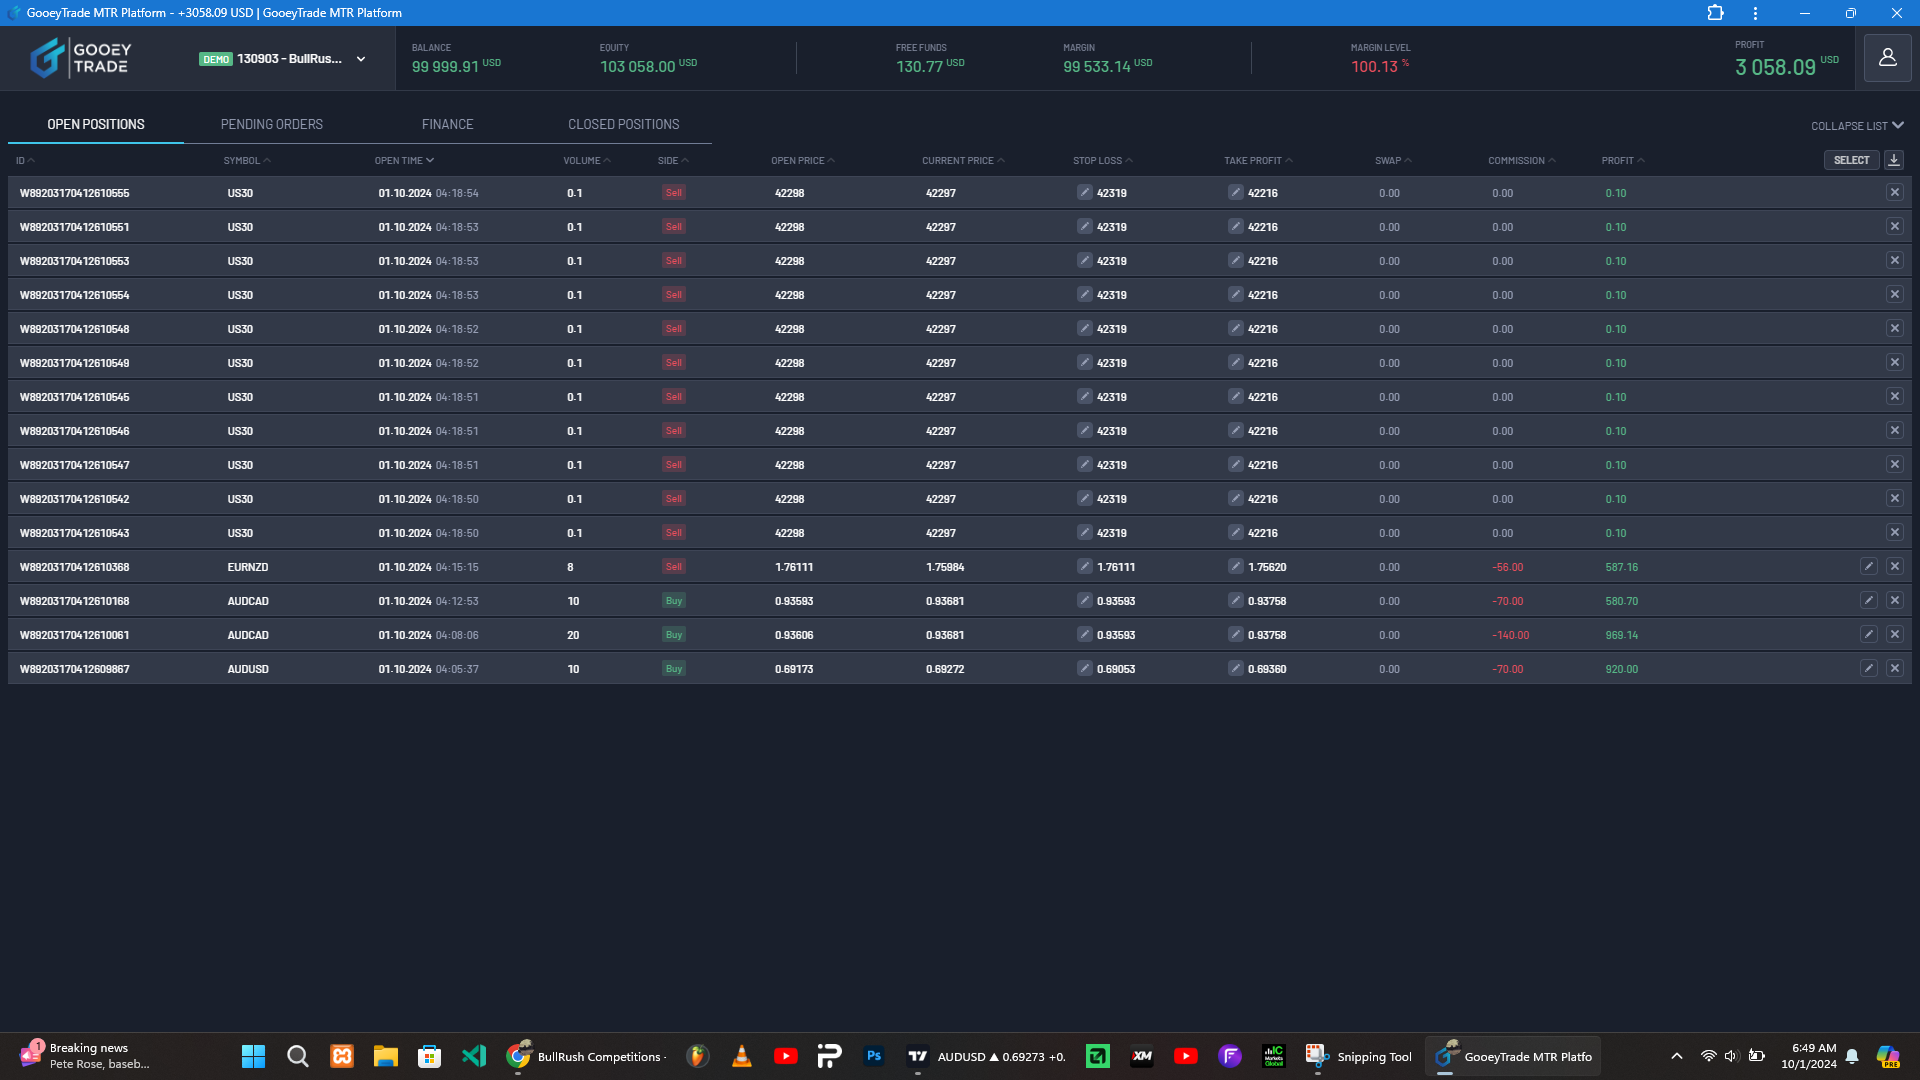 GooeyTrade MTR Platform - +3058.09 USD | GooeyTrade MTR Platform
GOOEY TRADE
DEMO 130903 - BullRus...
BALANCE
99 999.91 USD
EQUITY
103 058.00 USD
FREE FUNDS
130.77 USD
MARGIN
99 533.14 USD
MARGIN LEVEL
100.13 %
PROFIT
3 058.09 USD
OPEN POSITIONS PENDING ORDERS FINANCE CLOSED POSITIONS COLLAPSE LIST
ID SYMBOL OPEN TIME VOLUME SIDE OPEN PRICE CURRENT PRICE STOP LOSS TAKE PROFIT SWAP COMMISSION PROFIT SELECT
W89203170412610555 US30 01.10.2024 04:18:54 0.1 Sell 42298 42297 42319 42216 0.00 0.00 0.10
W89203170412610551 US30 01.10.2024 04:18:53 0.1 Sell 42298 42297 42319 42216 0.00 0.00 0.10
W89203170412610553 US30 01.10.2024 04:18:53 0.1 Sell 42298 42297 42319 42216 0.00 0.00 0.10
W89203170412610554 US30 01.10.2024 04:18:53 0.1 Sell 42298 42297 42319 42216 0.00 0.00 0.10
W89203170412610548 US30 01.10.2024 04:18:52 0.1 Sell 42298 42297 42319 42216 0.00 0.00 0.10
W89203170412610549 US30 01.10.2024 04:18:52 0.1 Sell 42298 42297 42319 42216 0.00 0.00 0.10
W89203170412610545 US30 01.10.2024 04:18:51 0.1 Sell 42298 42297 42319 42216 0.00 0.00 0.10
W89203170412610546 US30 01.10.2024 04:18:51 0.1 Sell 42298 42297 42319 42216 0.00 0.00 0.10
W89203170412610547 US30 01.10.2024 04:18:51 0.1 Sell 42298 42297 42319 42216 0.00 0.00 0.10
W89203170412610542 US30 01.10.2024 04:18:50 0.1 Sell 42298 42297 42319 42216 0.00 0.00 0.10
W89203170412610543 US30 01.10.2024 04:18:50 0.1 Sell 42298 42297 42319 42216 0.00 0.00 0.10
W89203170412610368 EURNZD 01.10.2024 04:15:15 8 Sell 1.76111 1.75984 1.76111 1.75620 0.00 -56.00 587.16
W89203170412610168 AUDCAD 01.10.2024 04:12:53 10 Buy 0.93593 0.93681 0.93593 0.93758 0.00 -70.00 580.70
W89203170412610061 AUDCAD 01.10.2024 04:08:06 20 Buy 0.93606 0.93681 0.93593 0.93758 0.00 -140.00 969.14
W89203170412609867 AUDUSD 01.10.2024 04:05:37 10 Buy 0.69173 0.69272 0.69053 0.69360 0.00 -70.00 920.00
1
Breaking news
Pete Rose, baseb...
BullRush Competitions -
Ps
AUDUSD ▲ 0.69273 +0.
XM
IC Markets Global
Snipping Tool
GooeyTrade MTR Platfo
6:49 AM
10/1/2024
PRE